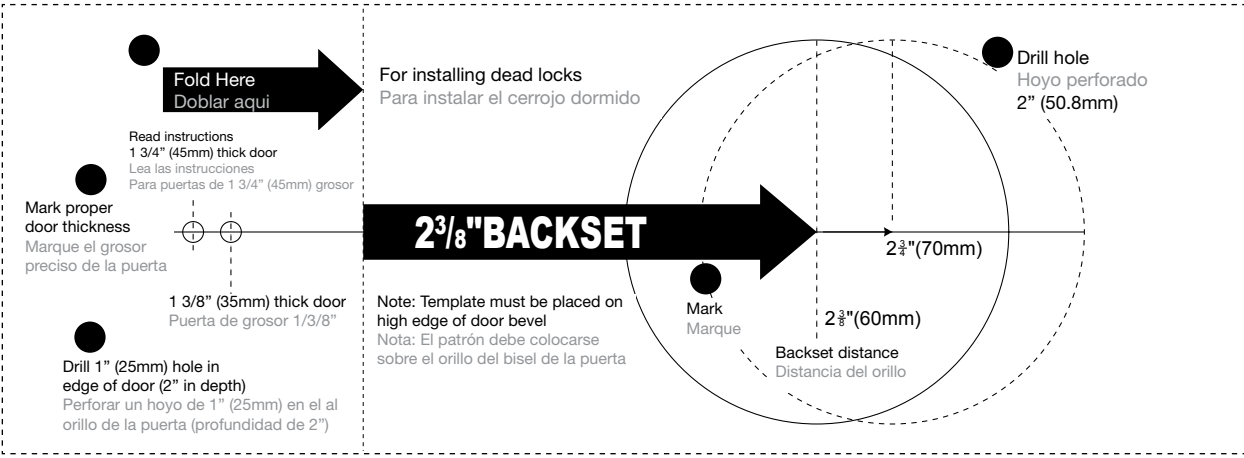 Fold Here
Doblar aqui
For installing dead locks
Para instalar el cerrojo dormido
Drill hole
Hoyo perforado
2” (50.8mm)
Read instructions
1 3/4” (45mm) thick door
Lea las instrucciones
Para puertas de 1 3/4” (45mm) grosor
Mark proper
door thickness
Marque el grosor
preciso de la puerta
2³/₈"BACKSET
2¾"(70mm)
1 3/8” (35mm) thick door
Puerta de grosor 1/3/8”
Note: Template must be placed on
high edge of door bevel
Nota: El patrón debe colocarse
sobre el orillo del bisel de la puerta
Mark
Marque
2⅜"(60mm)
Backset distance
Distancia del orillo
Drill 1” (25mm) hole in
edge of door (2” in depth)
Perforar un hoyo de 1” (25mm) en el al
orillo de la puerta (profundidad de 2”)